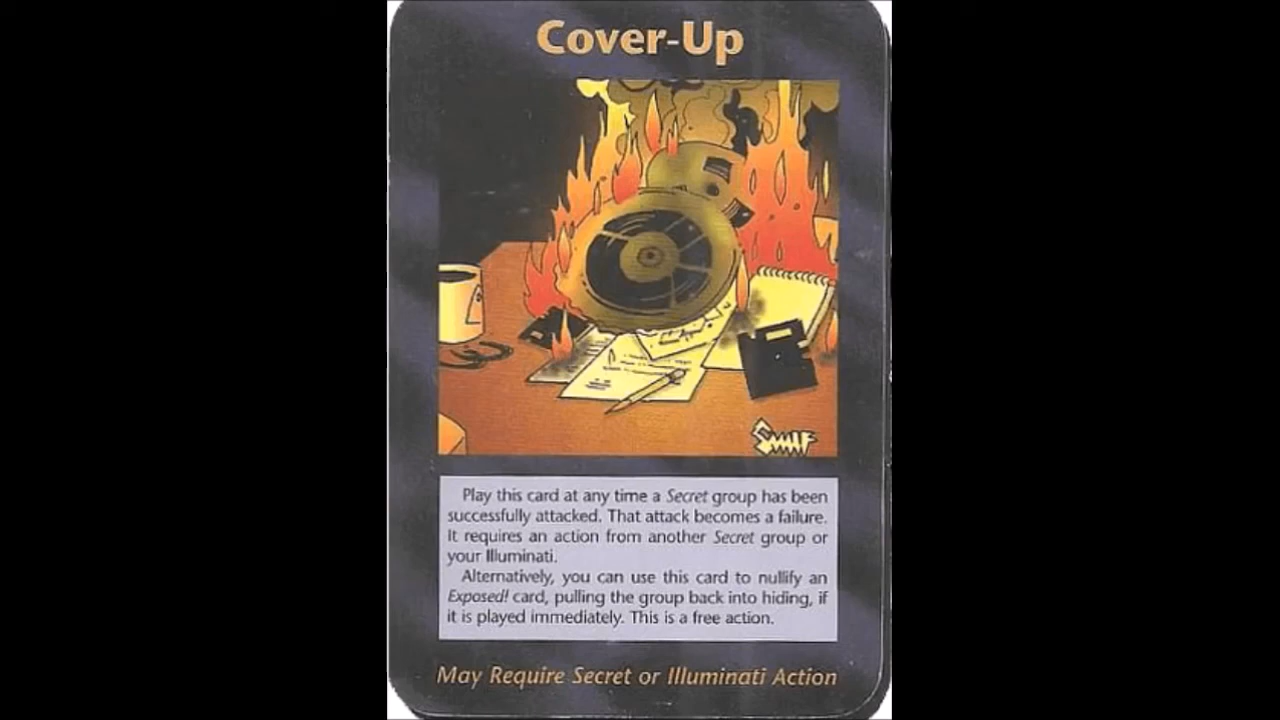 Cover-Up
SMIF
Play this card at any time a Secret group has been
successfully attacked. That attack becomes a failure.
It requires an action from another Secret group or
your Illuminati.
Alternatively, you can use this card to nullify an
Exposed! card, pulling the group back into hiding, if
it is played immediately. This is a free action.
May Require Secret or Illuminati Action